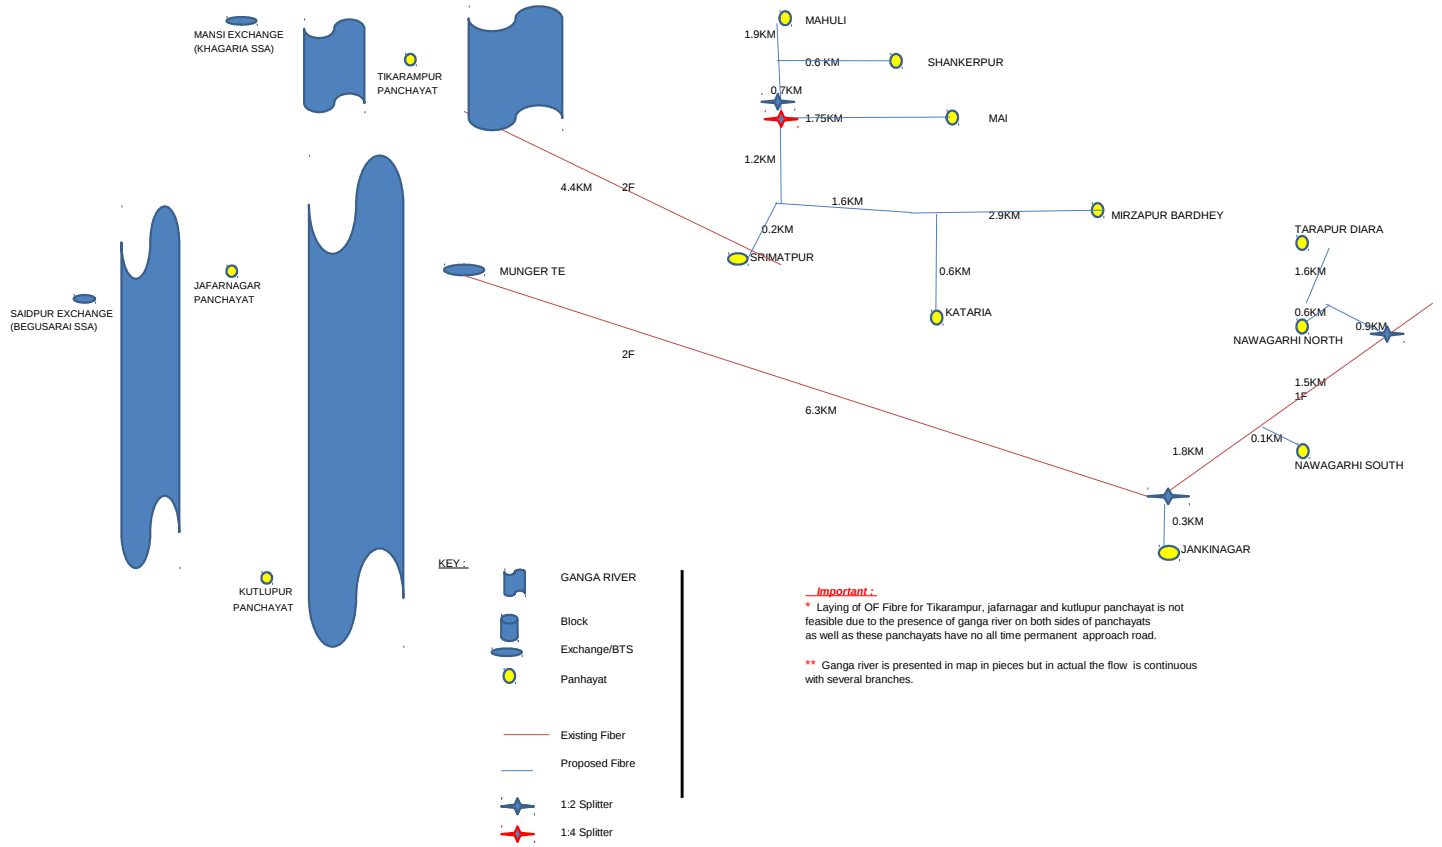 MAHULI
MANSI EXCHANGE
(KHAGARIA SSA)
1.9KM
0.6 KM
SHANKERPUR
TIKARAMPUR
PANCHAYAT
0.7KM
1.75KM
MAI
1.2KM
4.4KM
2F
1.6KM
2.9KM
MIRZAPUR BARDHEY
0.2KM
TARAPUR DIARA
SRIMATPUR
MUNGER TE
0.6KM
1.6KM
JAFARNAGAR
PANCHAYAT
SAIDPUR EXCHANGE
(BEGUSARAI SSA)
KATARIA
0.6KM
0.9KM
NAWAGARHI NORTH
2F
1.5KM
1F
6.3KM
0.1KM
1.8KM
NAWAGARHI SOUTH
0.3KM
JANKINAGAR
KUTLUPUR
PANCHAYAT
KEY :
GANGA RIVER
Block
Exchange/BTS
Panhayat
Existing Fiber
Proposed Fibre
1:2 Splitter
1:4 Splitter
Important :
* Laying of OF Fibre for Tikarampur, jafarnagar and kutlupur panchayat is not
feasible due to the presence of ganga river on both sides of panchayats
as well as these panchayats have no all time permanent approach road.
** Ganga river is presented in map in pieces but in actual the flow is continuous
with several branches.